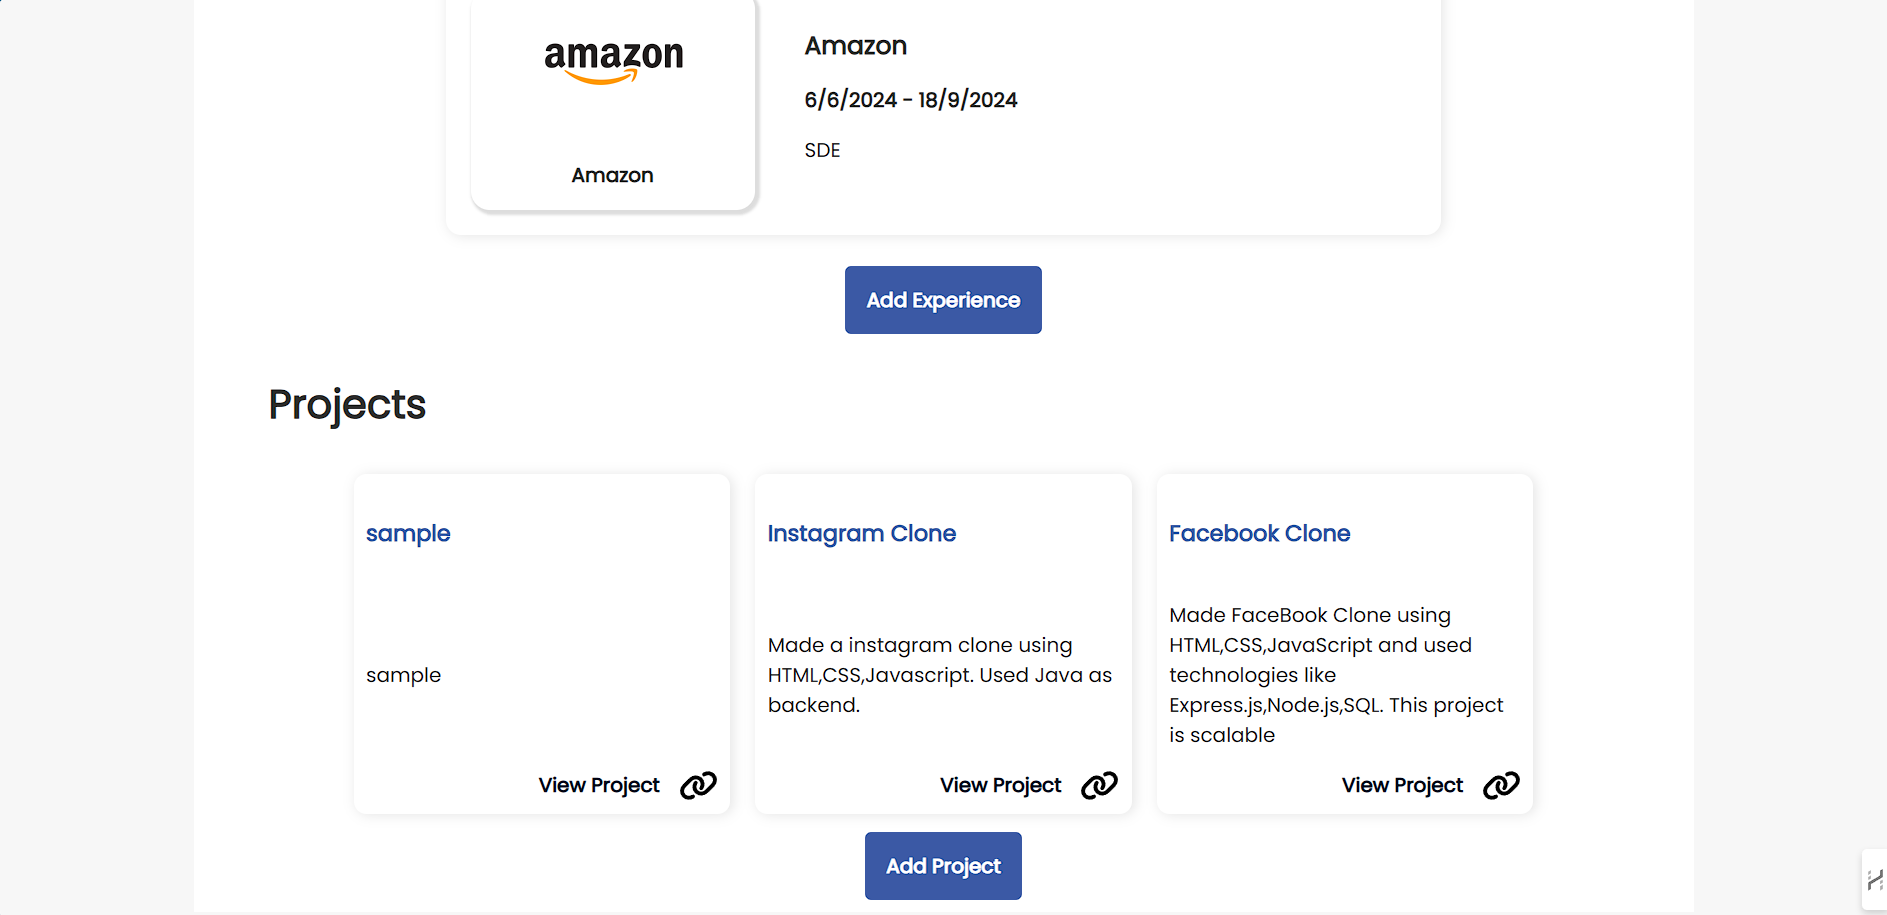 amazon
Amazon
Amazon
6/6/2024 - 18/9/2024
SDE
Add Experience
Projects
sample
sample
View Project
Instagram Clone
Made a instagram clone using
HTML,CSS,Javascript. Used Java as
backend.
View Project
Facebook Clone
Made FaceBook Clone using
HTML,CSS,JavaScript and used
technologies like
Express.js,Node.js,SQL. This project
is scalable
View Project
Add Project